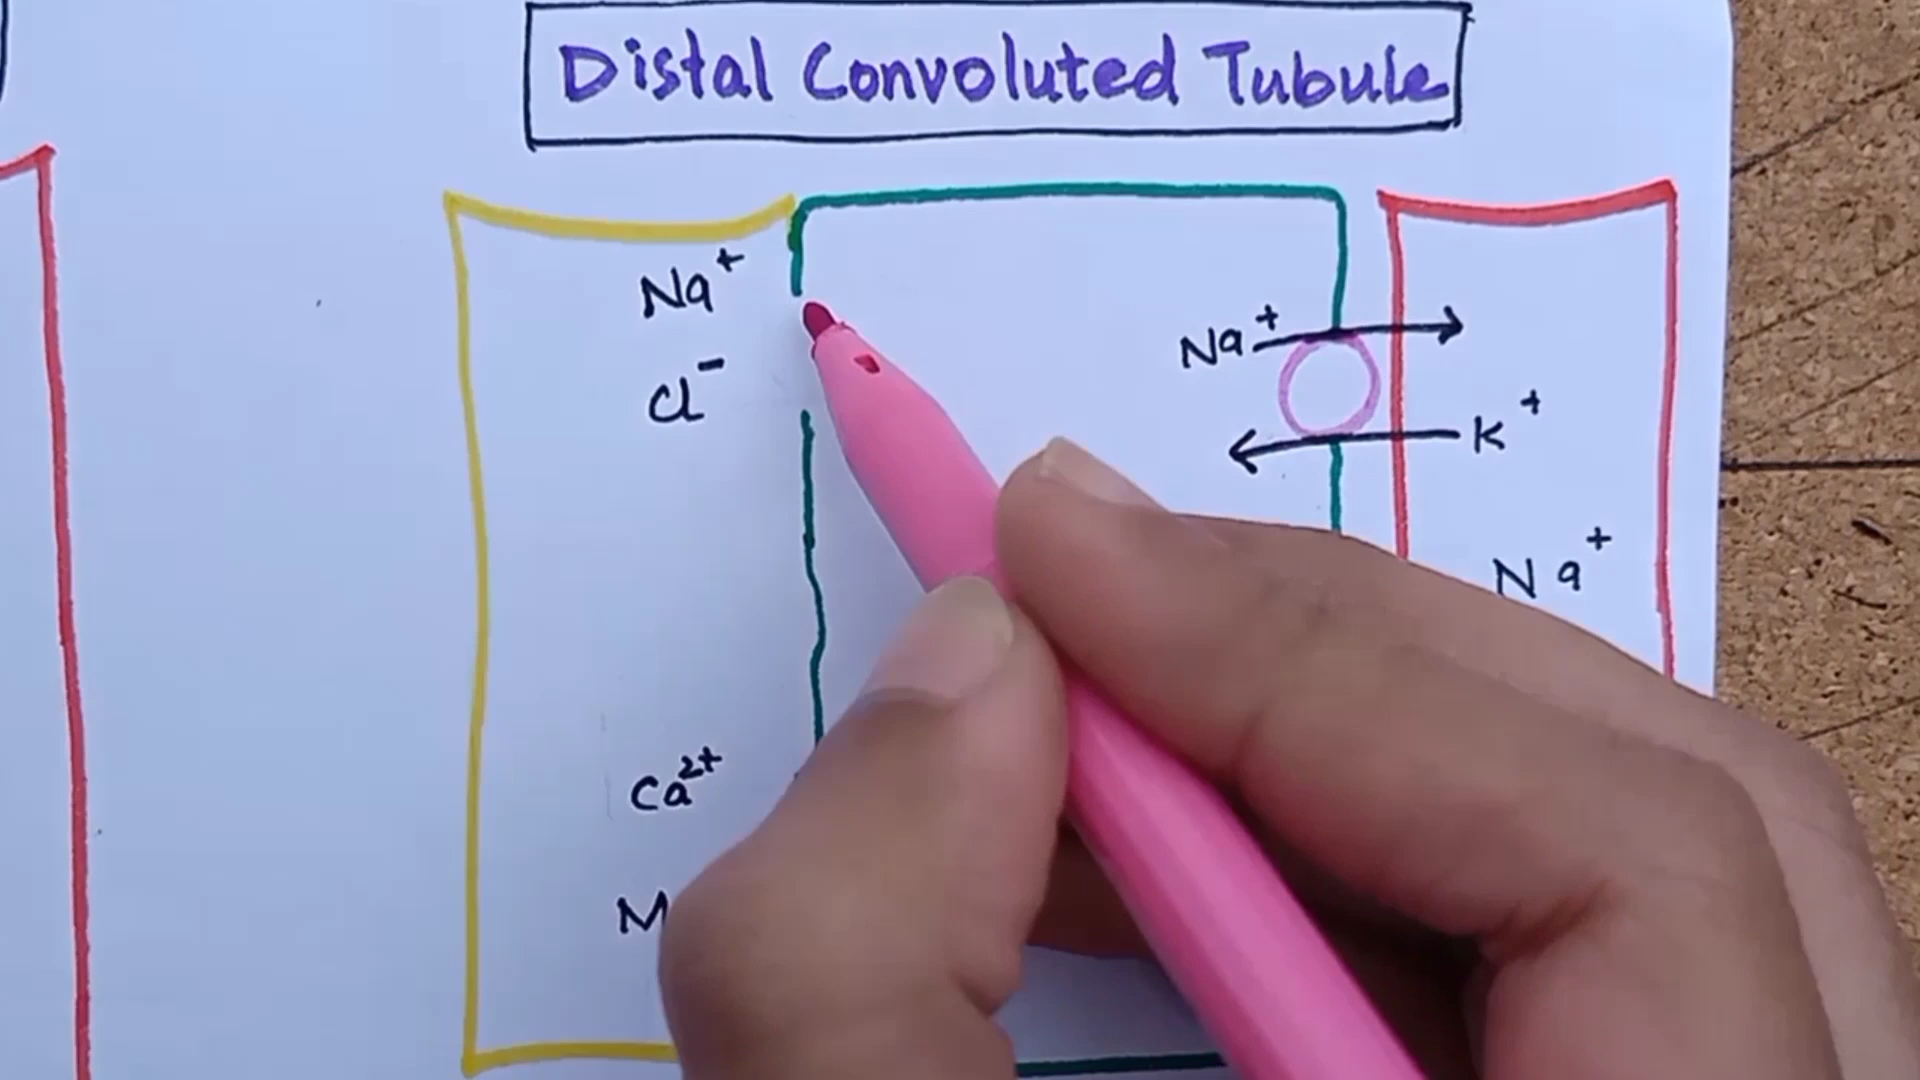 Distal Convoluted Tubule
Na⁺
Cl⁻
Na⁺
K⁺
Na⁺
Ca²⁺
M